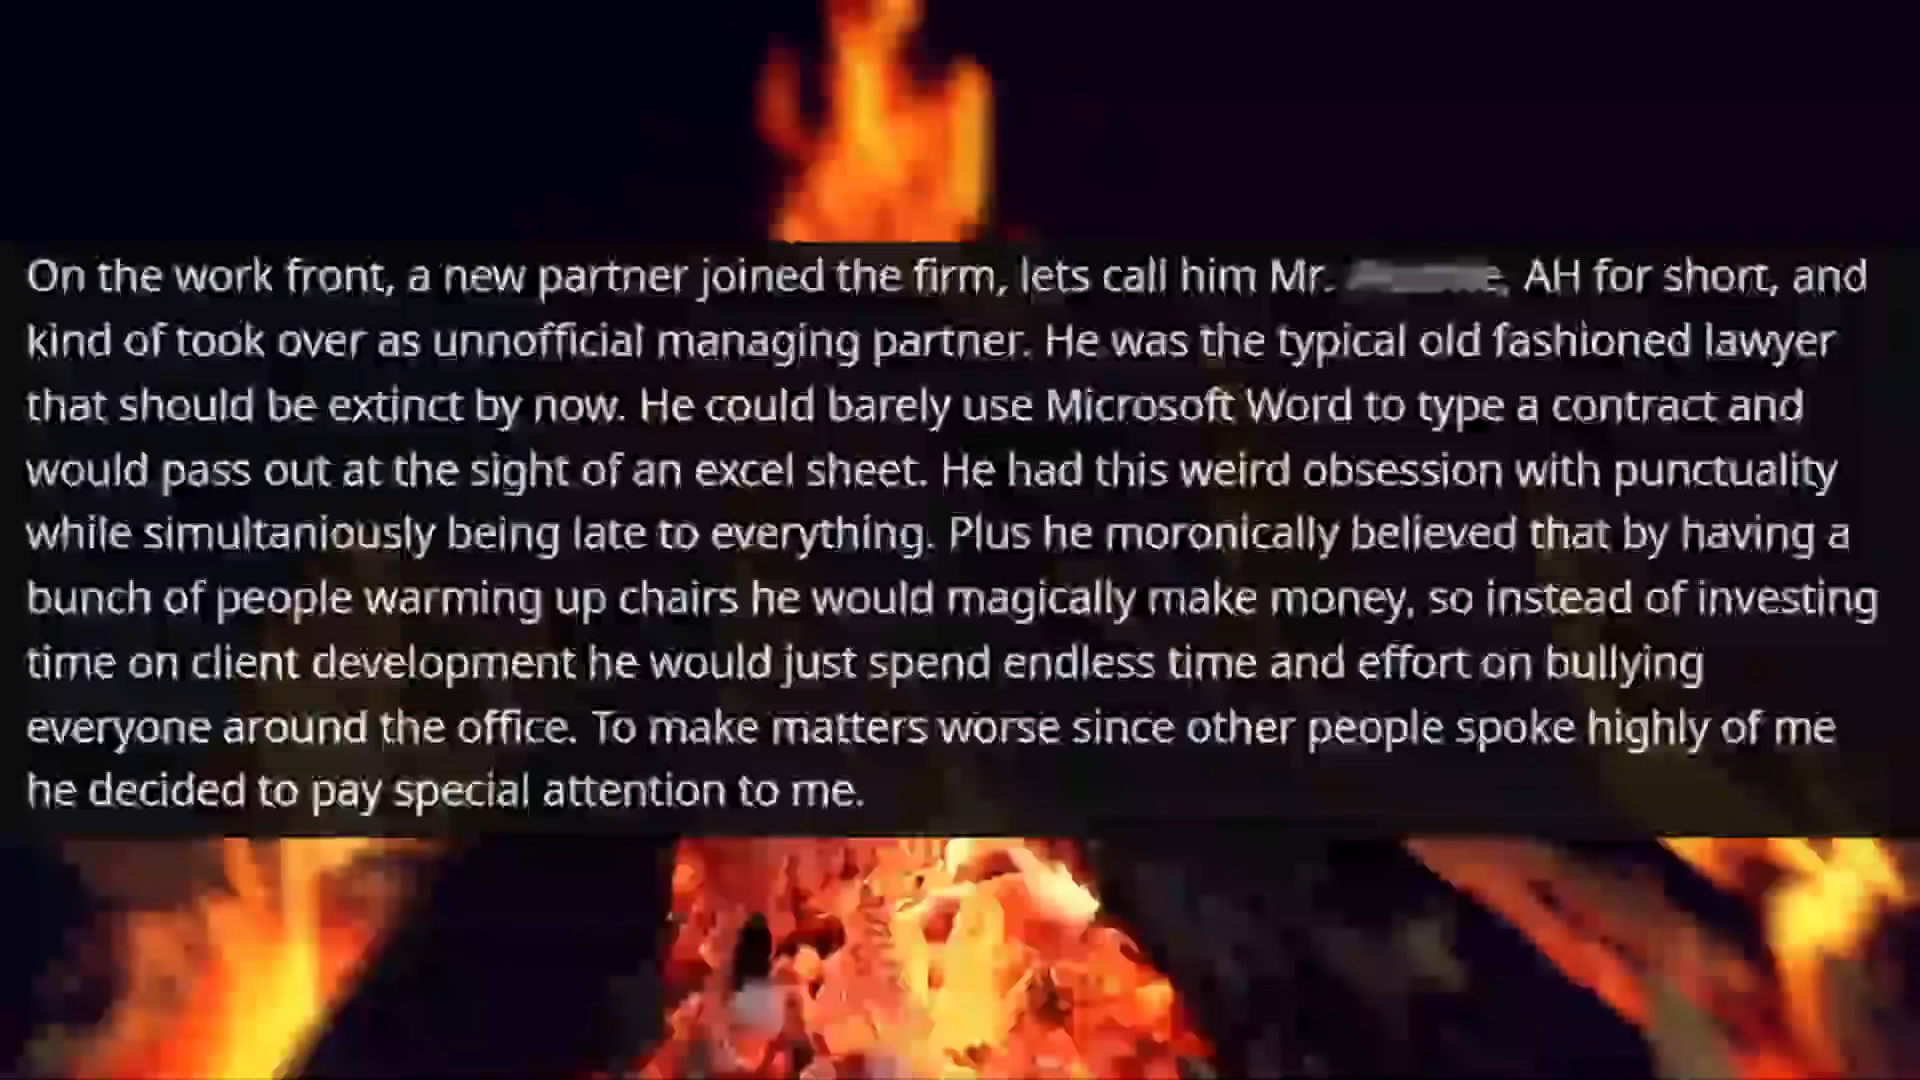 On the work front, a new partner joined the firm, lets call him Mr. , AH for short, and
kind of took over as unnofficial managing partner. He was the typical old fashioned lawyer
that should be extinct by now. He could barely use Microsoft Word to type a contract and
would pass out at the sight of an excel sheet. He had this weird obsession with punctuality
while simultaniously being late to everything. Plus he moronically believed that by having a
bunch of people warming up chairs he would magically make money, so instead of investing
time on client development he would just spend endless time and effort on bullying
everyone around the office. To make matters worse since other people spoke highly of me
he decided to pay special attention to me.